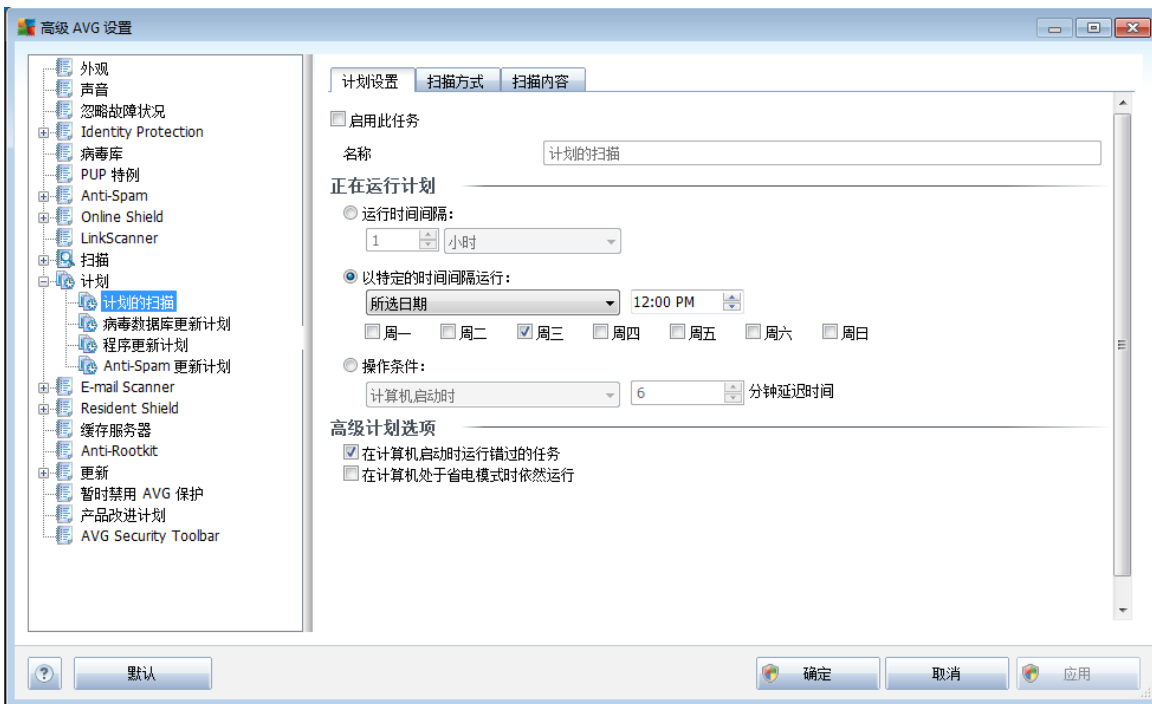 高级 AVG 设置
外观
声音
忽略故障状况
Identity Protection
病毒库
PUP 特例
Anti-Spam
Online Shield
LinkScanner
扫描
计划
计划的扫描
病毒数据库更新计划
程序更新计划
Anti-Spam 更新计划
E-mail Scanner
Resident Shield
缓存服务器
Anti-Rootkit
更新
暂时禁用 AVG 保护
产品改进计划
AVG Security Toolbar
计划设置 扫描方式 扫描内容
启用此任务
名称 计划的扫描
正在运行计划
运行时间间隔：
1 小时
以特定的时间间隔运行：
所选日期 12:00 PM
周一 周二 周三 周四 周五 周六 周日
操作条件：
计算机启动时 6 分钟延迟时间
高级计划选项
在计算机启动时运行错过的任务
在计算机处于省电模式时依然运行
? 默认 确定 取消 应用